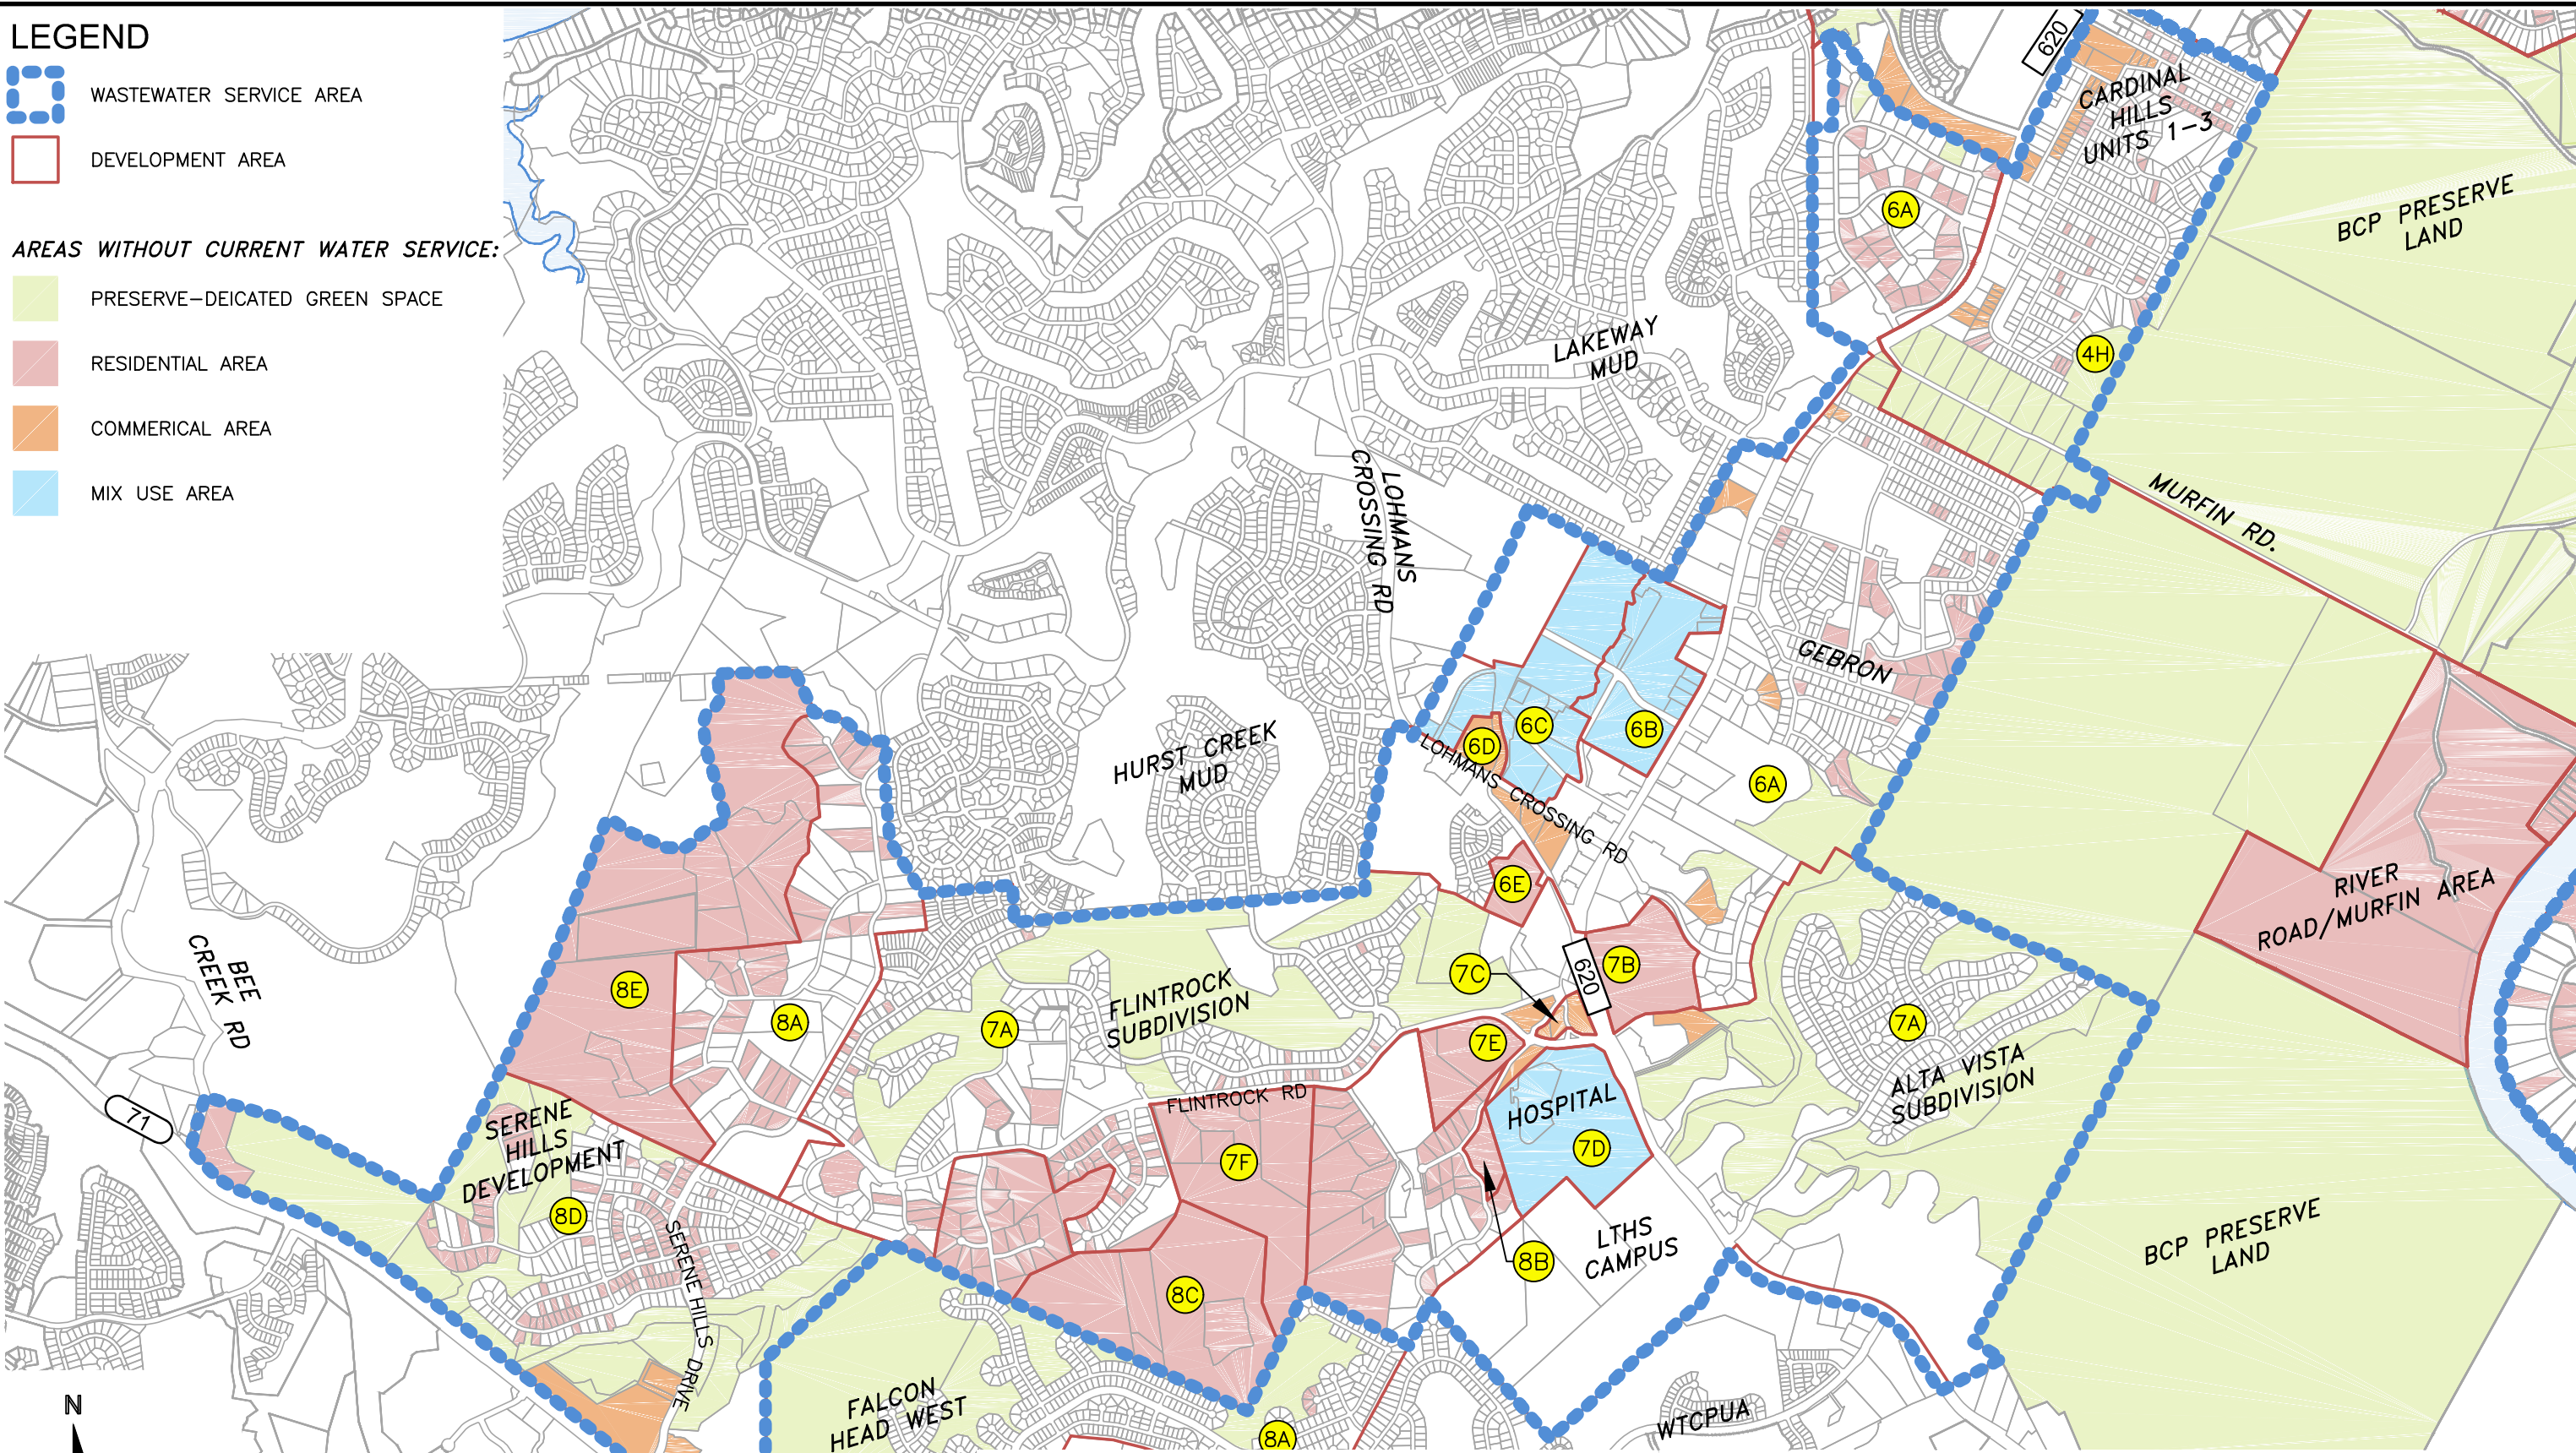 LEGEND
WASTEWATER SERVICE AREA
DEVELOPMENT AREA
AREAS WITHOUT CURRENT WATER SERVICE:
PRESERVE-DEICATED GREEN SPACE
RESIDENTIAL AREA
COMMERICAL AREA
MIX USE AREA
620
CARDINAL
HILLS
UNITS 1-3
6A
BCP PRESERVE
LAND
4H
LAKEWAY
MUD
LOHMANS
CROSSING RD
MURFIN RD.
GEBRON
6C
6B
6D
LOHMANS CROSSING RD
6A
HURST CREEK
MUD
6E
RIVER
ROAD/MURFIN AREA
BEE
CREEK RD
8E
8A
7A
FLINTROCK
SUBDIVISION
7C
620
7B
7E
7A
ALTA VISTA
SUBDIVISION
71
SERENE
HILLS
DEVELOPMENT
FLINTROCK RD
HOSPITAL
7D
7F
8D
SERENE HILLS DRIVE
8C
8B
LTHS
CAMPUS
BCP PRESERVE
LAND
N
FALCON
HEAD WEST
8A
WTCPUA